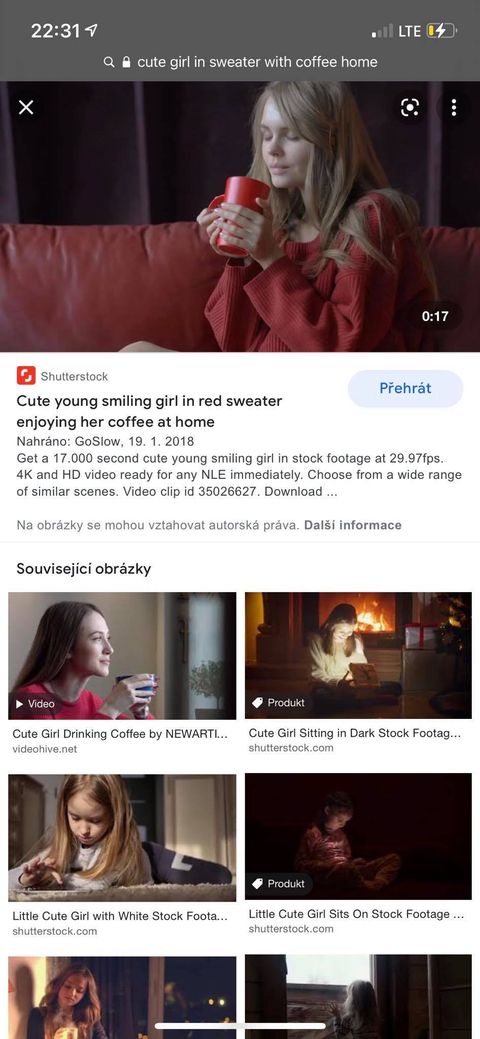 22:31
LTE
cute girl in sweater with coffee home
0:17
Shutterstock
Přehrát
Cute young smiling girl in red sweater
enjoying her coffee at home
Nahráno: GoSlow, 19. 1. 2018
Get a 17.000 second cute young smiling girl in stock footage at 29.97fps.
4K and HD video ready for any NLE immediately. Choose from a wide range
of similar scenes. Video clip id 35026627. Download ...
Na obrázky se mohou vztahovat autorská práva. Další informace
Související obrázky
Video
Produkt
Cute Girl Drinking Coffee by NEWARTI...
videohive.net
Cute Girl Sitting in Dark Stock Footag...
shutterstock.com
Produkt
Little Cute Girl with White Stock Foota...
shutterstock.com
Little Cute Girl Sits On Stock Footage ...
shutterstock.com